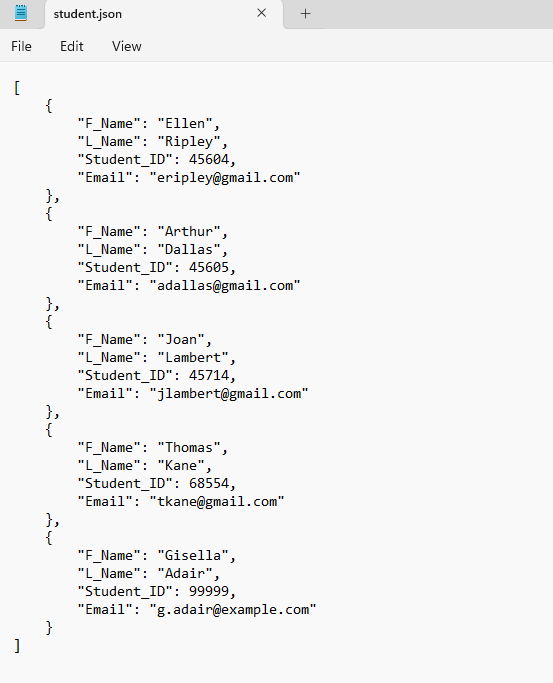 student.json
File Edit View
[
    {
        "F_Name": "Ellen",
        "L_Name": "Ripley",
        "Student_ID": 45604,
        "Email": "eripley@gmail.com"
    },
    {
        "F_Name": "Arthur",
        "L_Name": "Dallas",
        "Student_ID": 45605,
        "Email": "adallas@gmail.com"
    },
    {
        "F_Name": "Joan",
        "L_Name": "Lambert",
        "Student_ID": 45714,
        "Email": "jlambert@gmail.com"
    },
    {
        "F_Name": "Thomas",
        "L_Name": "Kane",
        "Student_ID": 68554,
        "Email": "tkane@gmail.com"
    },
    {
        "F_Name": "Gisella",
        "L_Name": "Adair",
        "Student_ID": 99999,
        "Email": "g.adair@example.com"
    }
]